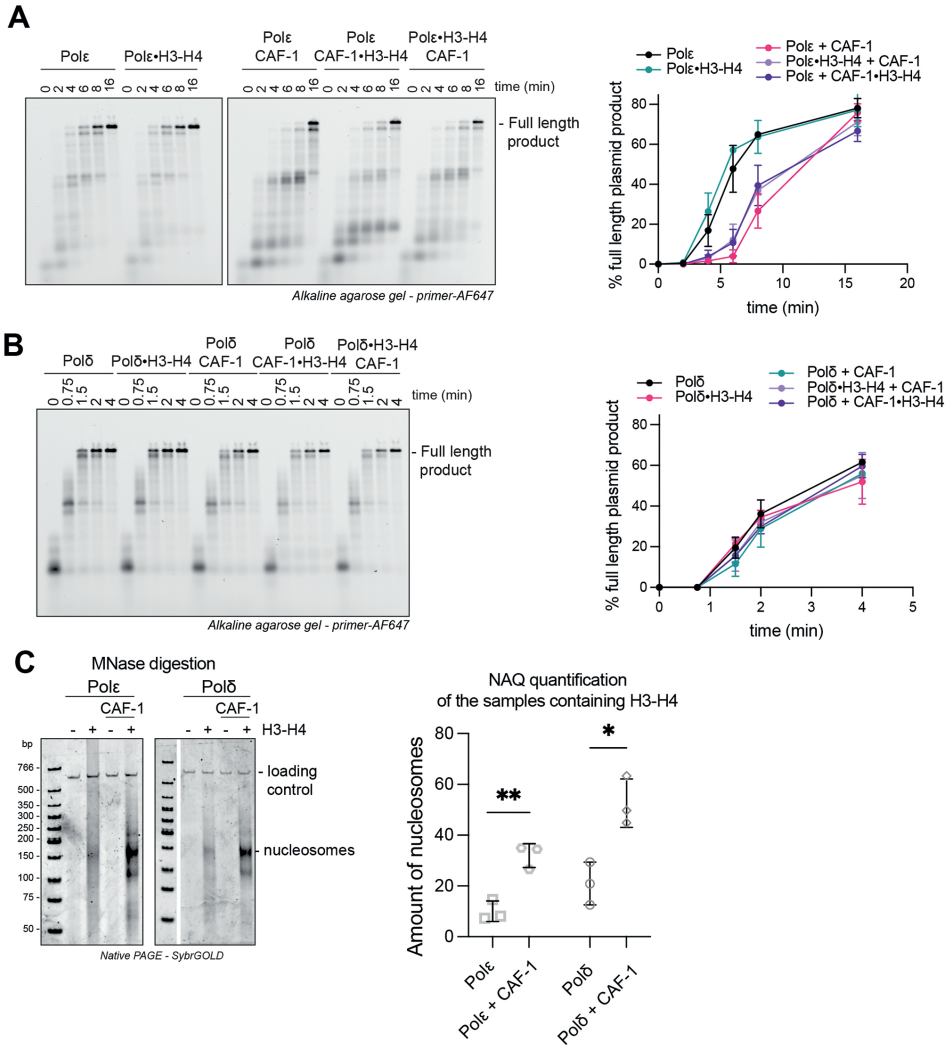 A
Polε
Polε•H3-H4
Polε
CAF-1
Polε
CAF-1•H3-H4
Polε•H3-H4
CAF-1
0 2 4 6 8 16
0 2 4 6 8 16
0 2 4 6 8 16
0 2 4 6 8 16
0 2 4 6 8 16
time (min)
- Full length
product
Alkaline agarose gel - primer-AF647
Polε
Polε•H3-H4
Polε + CAF-1
Polε•H3-H4 + CAF-1
Polε + CAF-1•H3-H4
% full length plasmid product
80
60
40
20
0
0 5 10 15 20
time (min)
B
Polδ
Polδ•H3-H4
Polδ
CAF-1
Polδ
CAF-1•H3-H4
Polδ•H3-H4
CAF-1
0 0.75 1.5 2 4
0 0.75 1.5 2 4
0 0.75 1.5 2 4
0 0.75 1.5 2 4
0 0.75 1.5 2 4
time (min)
- Full length
product
Alkaline agarose gel - primer-AF647
Polδ
Polδ•H3-H4
Polδ + CAF-1
Polδ•H3-H4 + CAF-1
Polδ + CAF-1•H3-H4
% full length plasmid product
80
60
40
20
0
0 1 2 3 4 5
time (min)
C
MNase digestion
Polε
Polδ
CAF-1
CAF-1
- + - +
- + - +
H3-H4
bp
766 -
500 -
400 -
350 -
300 -
250 -
200 -
150 -
100 -
75 -
50 -
- loading
control
- nucleosomes
Native PAGE - SybrGOLD
NAQ quantification
of the samples containing H3-H4
Amount of nucleosomes
80
60
40
20
0
**
*
Polε
Polε + CAF-1
Polδ
Polδ + CAF-1